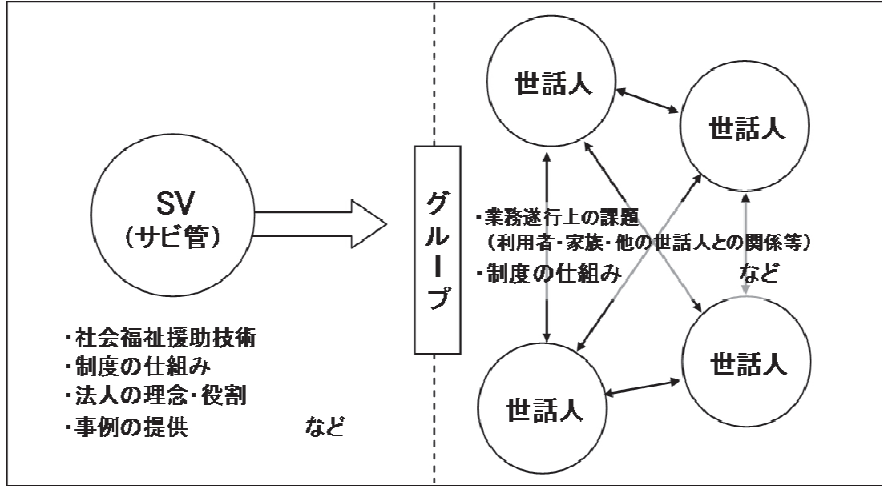 SV
（サビ管）
・社会福祉援助技術
・制度の仕組み
・法人の理念・役割
・事例の提供　など
グループ
世話人
世話人
・業務遂行上の課題
（利用者・家族・他の世話人との関係等）
・制度の仕組み　など
世話人
世話人